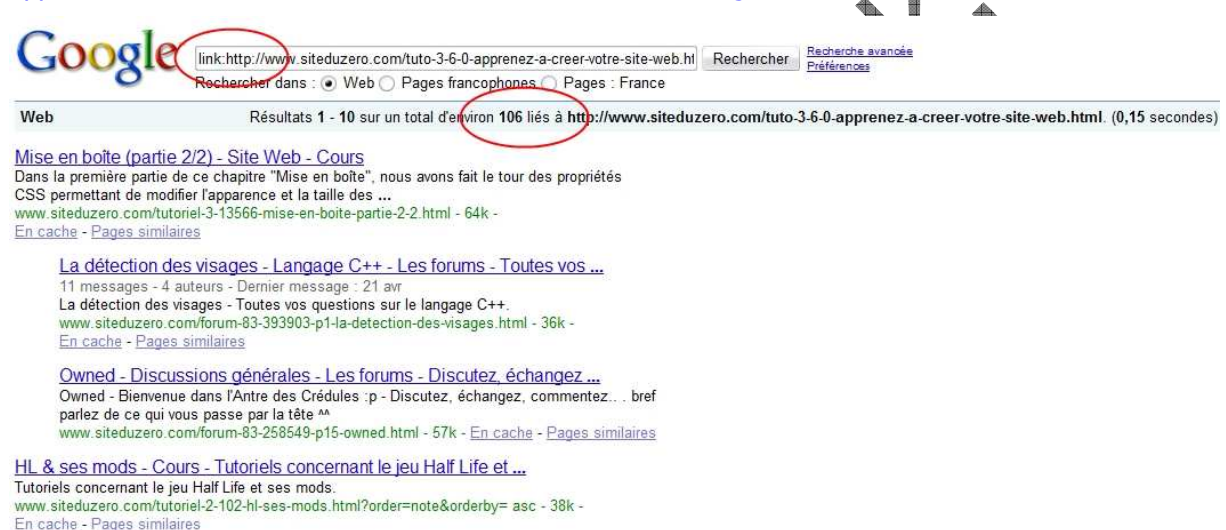 Google
link:http://www.siteduzero.com/tuto-3-6-0-apprenez-a-creer-votre-site-web.ht Rechercher Recherche avancée
Préférences
Rechercher dans : Web Pages francophones Pages : France
Web Résultats 1 - 10 sur un total d'environ 106 liés à http://www.siteduzero.com/tuto-3-6-0-apprenez-a-creer-votre-site-web.html. (0,15 secondes)
Mise en boîte (partie 2/2) - Site Web - Cours
Dans la première partie de ce chapitre "Mise en boîte", nous avons fait le tour des propriétés
CSS permettant de modifier l'apparence et la taille des ...
www.siteduzero.com/tutoriel-3-13566-mise-en-boite-partie-2-2.html - 64k -
En cache - Pages similaires
La détection des visages - Langage C++ - Les forums - Toutes vos ...
11 messages - 4 auteurs - Dernier message : 21 avr
La détection des visages - Toutes vos questions sur le langage C++.
www.siteduzero.com/forum-83-393903-p1-la-detection-des-visages.html - 36k -
En cache - Pages similaires
Owned - Discussions générales - Les forums - Discutez, échangez ...
Owned - Bienvenue dans l'Antre des Crédules :p - Discutez, échangez, commentez.. . bref
parlez de ce qui vous passe par la tête ^^
www.siteduzero.com/forum-83-258549-p15-owned.html - 57k - En cache - Pages similaires
HL & ses mods - Cours - Tutoriels concernant le jeu Half Life et ...
Tutoriels concernant le jeu Half Life et ses mods.
www.siteduzero.com/tutoriel-2-102-hl-ses-mods.html?order=note&orderby= asc - 38k -
En cache - Pages similaires